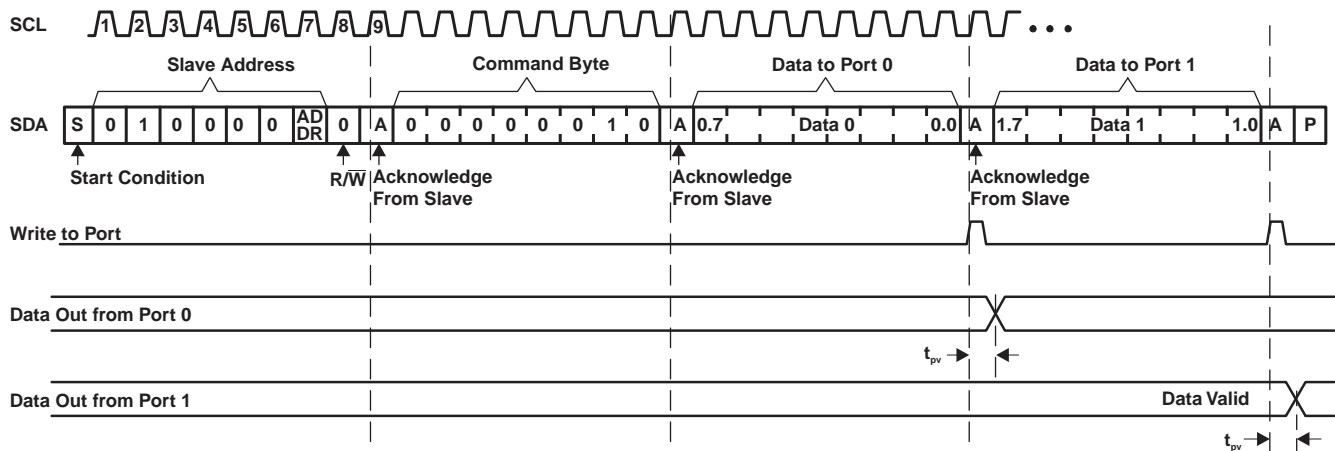 SCL 1 2 3 4 5 6 7 8 9 • • •
Slave Address Command Byte Data to Port 0 Data to Port 1
SDA S 0 1 0 0 0 0 AD DR 0 A 0 0 0 0 0 0 1 0 A 0.7 Data 0 0.0 A 1.7 Data 1 1.0 A P
Start Condition R/W̅ Acknowledge From Slave Acknowledge From Slave Acknowledge From Slave
Write to Port
Data Out from Port 0
tpv
Data Out from Port 1 Data Valid
tpv